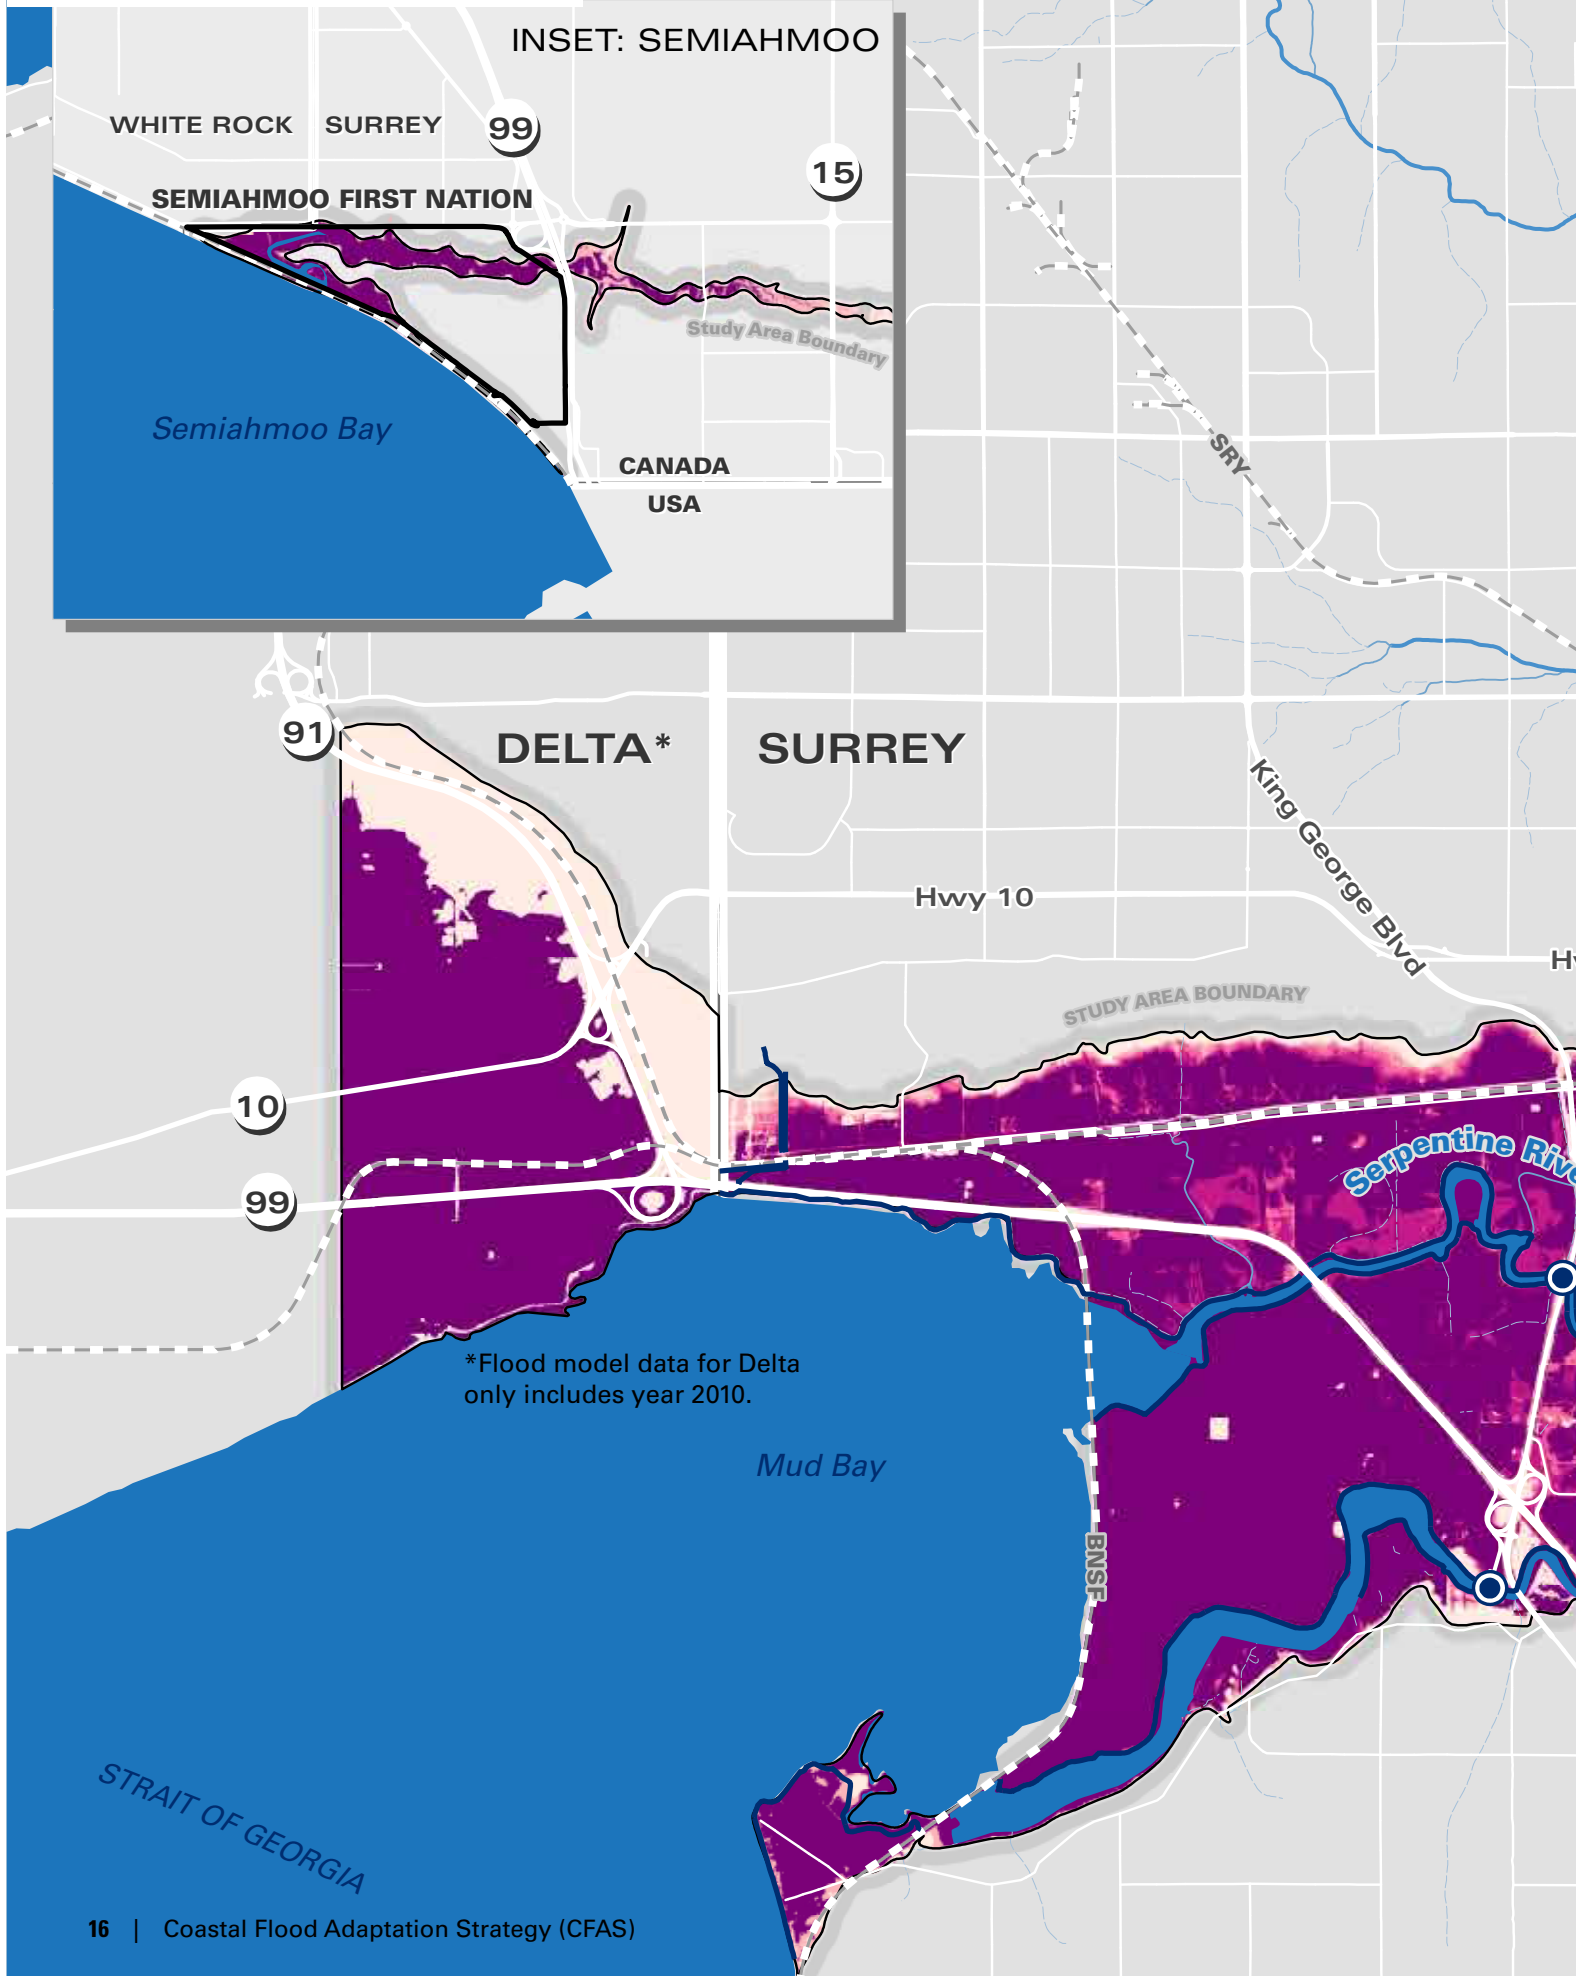 INSET: SEMIAHMOO
WHITE ROCK
SURREY
99
15
SEMIAHMOO FIRST NATION
Study Area Boundary
Semiahmoo Bay
CANADA
USA
SRY
91
DELTA*
SURREY
King George Blvd
Hwy 10
H
STUDY AREA BOUNDARY
10
99
Serpentine Rive
*Flood model data for Delta
only includes year 2010.
Mud Bay
BNSF
STRAIT OF GEORGIA
16 | Coastal Flood Adaptation Strategy (CFAS)